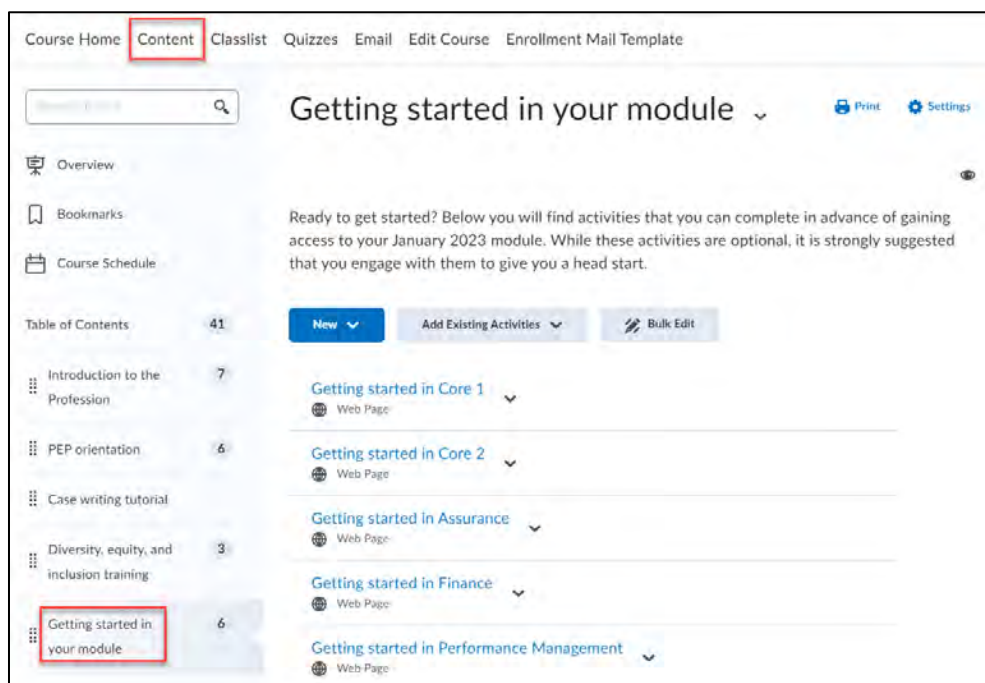 Course Home Content Classlist Quizzes Email Edit Course Enrollment Mail Template
Getting started in your module
Print Settings
Overview
Bookmarks
Course Schedule
Table of Contents 41
Introduction to the 7
Profession
PEP orientation 6
Case writing tutorial
Diversity, equity, and 3
inclusion training
Getting started in 6
your module
Ready to get started? Below you will find activities that you can complete in advance of gaining
access to your January 2023 module. While these activities are optional, it is strongly suggested
that you engage with them to give you a head start.
New Add Existing Activities Bulk Edit
Getting started in Core 1
Web Page
Getting started in Core 2
Web Page
Getting started in Assurance
Web Page
Getting started in Finance
Web Page
Getting started in Performance Management
Web Page